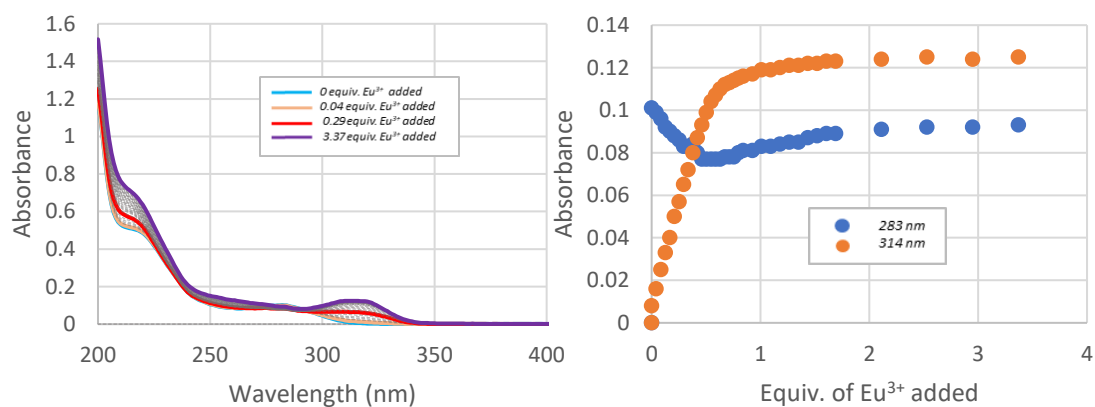 1.6
1.4
1.2
1
0.8
0.6
0.4
0.2
0
200
250
300
350
400
Absorbance
Wavelength (nm)
0 equiv. Eu³⁺ added
0.04 equiv. Eu³⁺ added
0.29 equiv. Eu³⁺ added
3.37 equiv. Eu³⁺ added
0.14
0.12
0.1
0.08
0.06
0.04
0.02
0
0
1
2
3
4
Absorbance
Equiv. of Eu³⁺ added
283 nm
314 nm